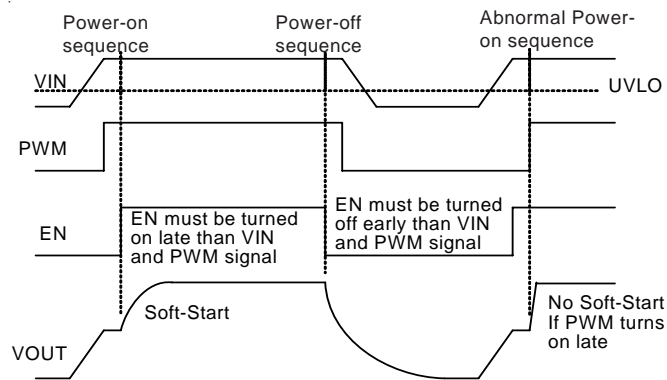 Power-on
sequence
Power-off
sequence
Abnormal Power-
on sequence
VIN
UVLO
PWM
EN
EN must be turned
on late than VIN
and PWM signal
EN must be turned
off early than VIN
and PWM signal
VOUT
Soft-Start
No Soft-Start
If PWM turns
on late